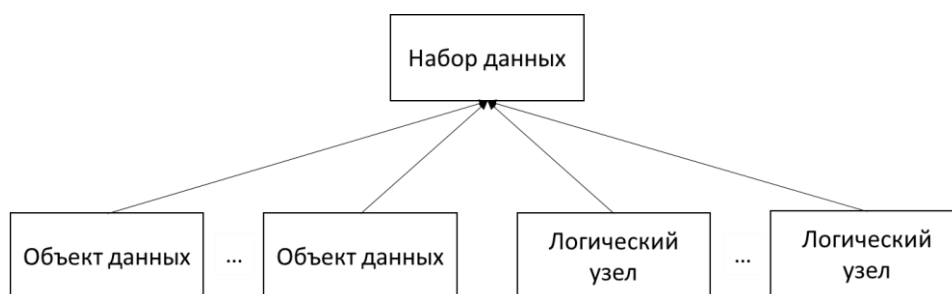 Набор данных
Объект данных
...
Объект данных
Логический
узел
...
Логический
узел